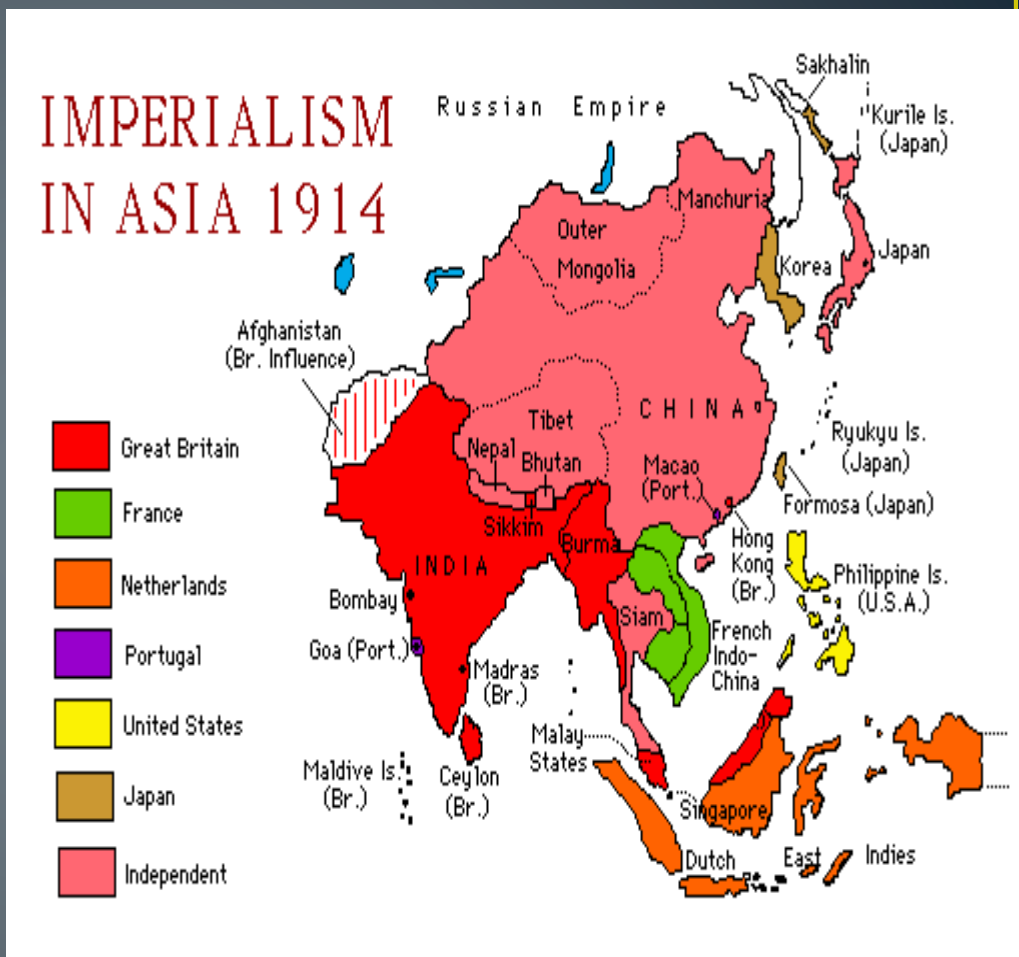 IMPERIALISM
IN ASIA 1914
Russian Empire
Sakhalin
Kurile Is.
(Japan)
Manchuria
Outer
Mongolia
Korea
Japan
Afghanistan
(Br. Influence)
Tibet
CHINA
Nepal
Bhutan
Macao
(Port.)
Ryukyu Is.
(Japan)
Formosa (Japan)
Sikkim
Burma
Hong
Kong
(Br.)
INDIA
Philippine Is.
(U.S.A.)
Bombay
Siam
Goa (Port.)
French
Indo-
China
Madras
(Br.)
Malay
States
Maldive Is.
(Br.)
Ceylon
(Br.)
Singapore
Dutch East Indies
Great Britain
France
Netherlands
Portugal
United States
Japan
Independent